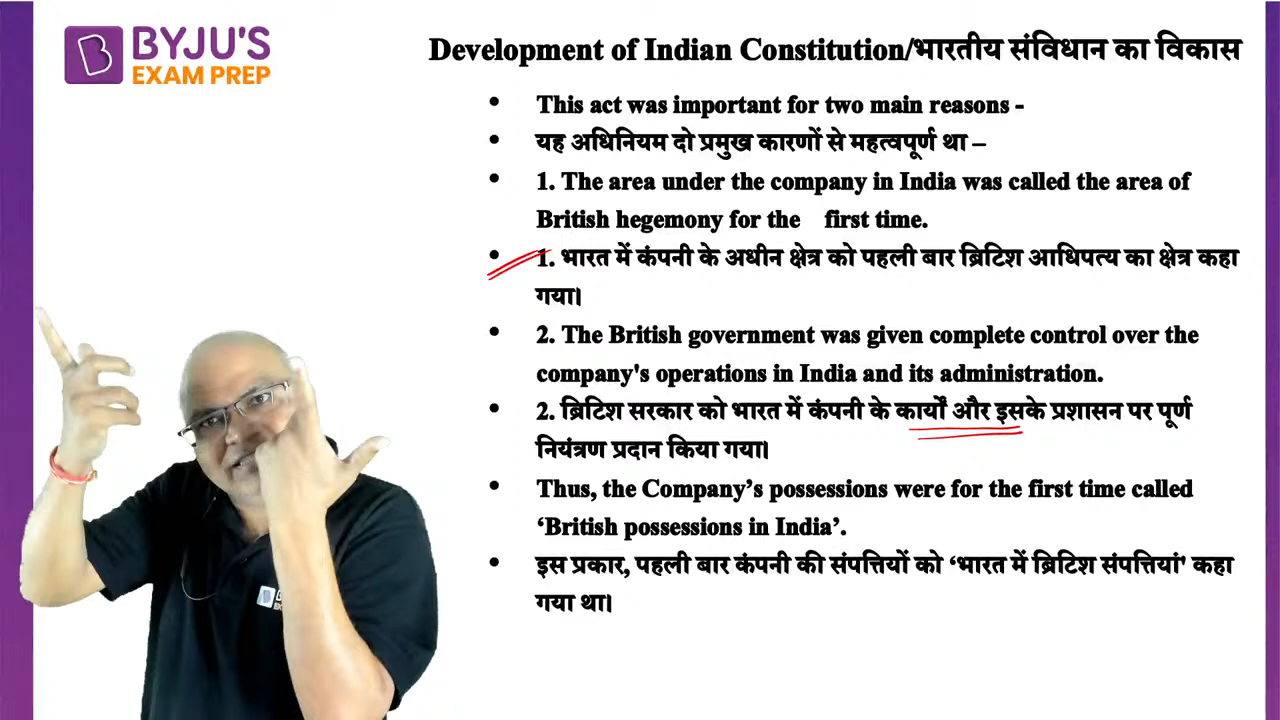 BYJU'S
EXAM PREP
Development of Indian Constitution/भारतीय संविधान का विकास
• This act was important for two main reasons -
• यह अधिनियम दो प्रमुख कारणों से महत्वपूर्ण था –
• 1. The area under the company in India was called the area of
British hegemony for the first time.
• 1. भारत में कंपनी के अधीन क्षेत्र को पहली बार ब्रिटिश आधिपत्य का क्षेत्र कहा
गया।
• 2. The British government was given complete control over the
company's operations in India and its administration.
• 2. ब्रिटिश सरकार को भारत में कंपनी के कार्यों और इसके प्रशासन पर पूर्ण
नियंत्रण प्रदान किया गया।
• Thus, the Company’s possessions were for the first time called
‘British possessions in India’.
• इस प्रकार, पहली बार कंपनी की संपत्तियों को ‘भारत में ब्रिटिश संपत्तियां' कहा
गया था।